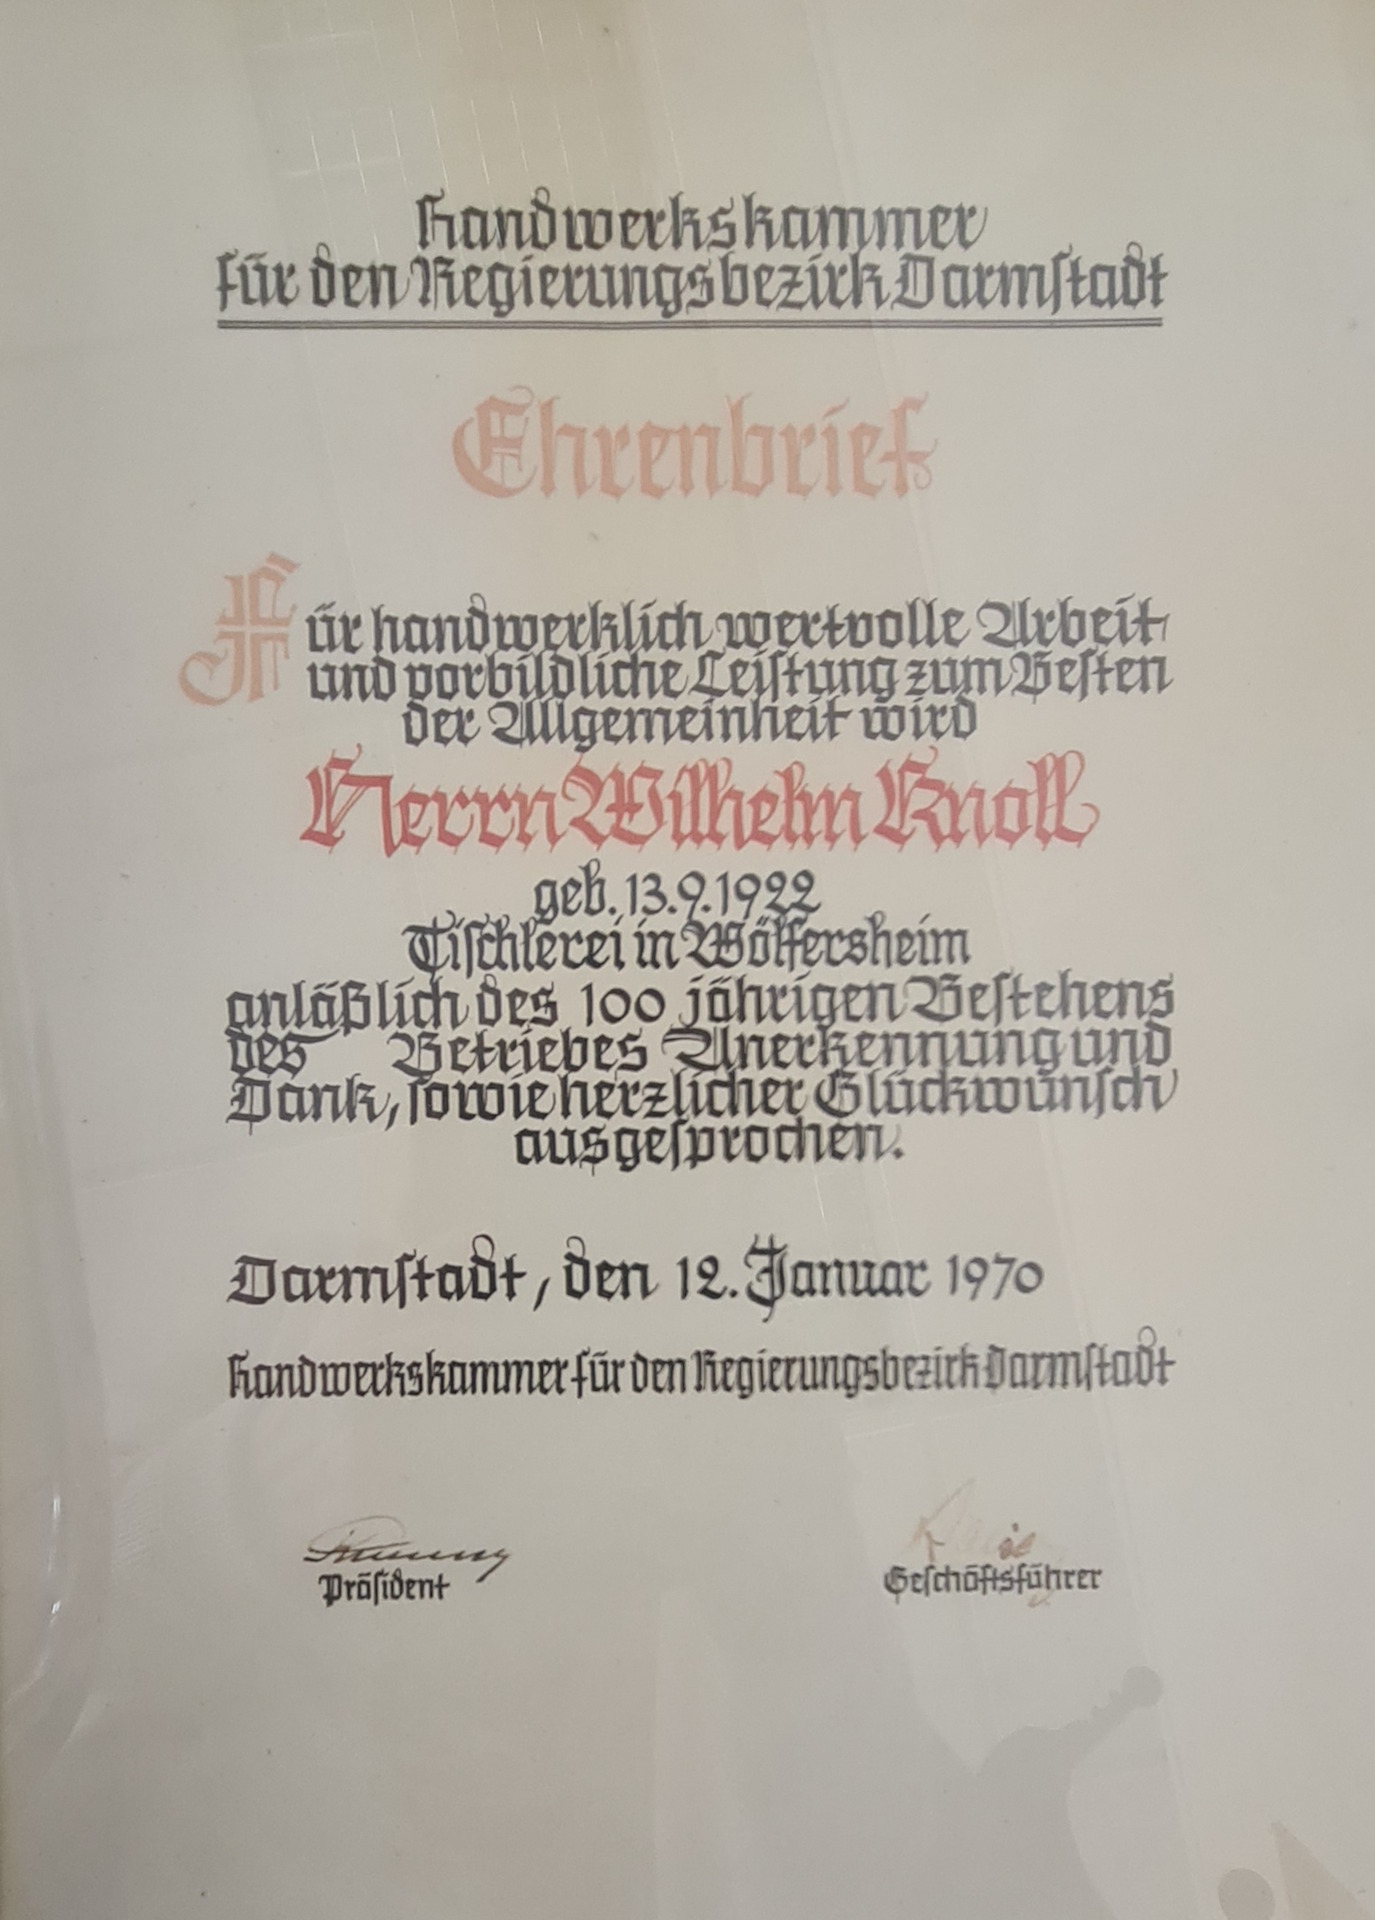 Handwerkskammer
für den Regierungsbezirk Darmstadt
Ehrenbrief
Für handwerklich wertvolle Arbeit
und vorbildliche Leistung zum Besten
der Allgemeinheit wird
Herrn Wilhelm Knoll
geb. 13.9.1922
Tischlerei in Wölfersheim
anläßlich des 100 jährigen Bestehens
des Betriebes Anerkennung und
Dank, sowie herzlicher Glückwunsch
ausgesprochen.
Darmstadt, den 12. Januar 1970
Handwerkskammer für den Regierungsbezirk Darmstadt
Präsident
Geschäftsführer